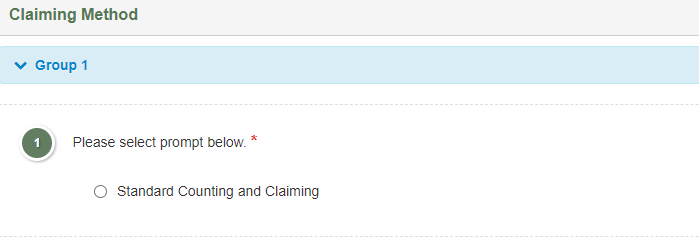 Claiming Method
Group 1
1
Please select prompt below. *
Standard Counting and Claiming